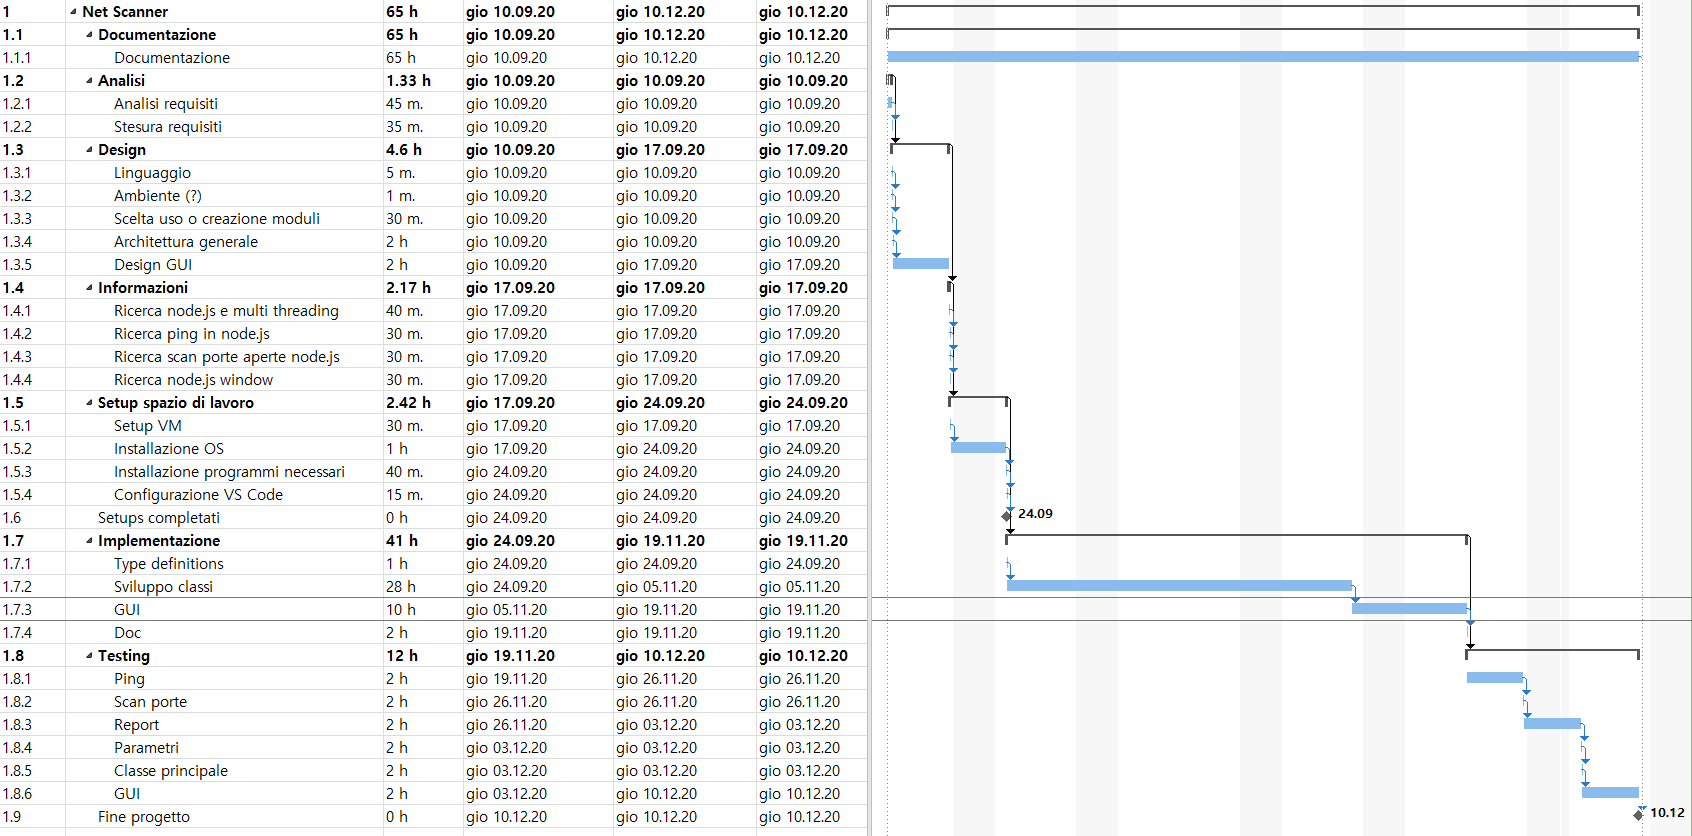 1 Net Scanner 65 h gio 10.09.20 gio 10.12.20 gio 10.12.20
1.1 Documentazione 65 h gio 10.09.20 gio 10.12.20 gio 10.12.20
1.1.1 Documentazione 65 h gio 10.09.20 gio 10.12.20 gio 10.12.20
1.2 Analisi 1.33 h gio 10.09.20 gio 10.09.20 gio 10.09.20
1.2.1 Analisi requisiti 45 m. gio 10.09.20 gio 10.09.20 gio 10.09.20
1.2.2 Stesura requisiti 35 m. gio 10.09.20 gio 10.09.20 gio 10.09.20
1.3 Design 4.6 h gio 10.09.20 gio 17.09.20 gio 17.09.20
1.3.1 Linguaggio 5 m. gio 10.09.20 gio 10.09.20 gio 10.09.20
1.3.2 Ambiente (?) 1 m. gio 10.09.20 gio 10.09.20 gio 10.09.20
1.3.3 Scelta uso o creazione moduli 30 m. gio 10.09.20 gio 10.09.20 gio 10.09.20
1.3.4 Architettura generale 2 h gio 10.09.20 gio 10.09.20 gio 10.09.20
1.3.5 Design GUI 2 h gio 10.09.20 gio 17.09.20 gio 17.09.20
1.4 Informazioni 2.17 h gio 17.09.20 gio 17.09.20 gio 17.09.20
1.4.1 Ricerca node.js e multi threading 40 m. gio 17.09.20 gio 17.09.20 gio 17.09.20
1.4.2 Ricerca ping in node.js 30 m. gio 17.09.20 gio 17.09.20 gio 17.09.20
1.4.3 Ricerca scan porte aperte node.js 30 m. gio 17.09.20 gio 17.09.20 gio 17.09.20
1.4.4 Ricerca node.js window 30 m. gio 17.09.20 gio 17.09.20 gio 17.09.20
1.5 Setup spazio di lavoro 2.42 h gio 17.09.20 gio 24.09.20 gio 24.09.20
1.5.1 Setup VM 30 m. gio 17.09.20 gio 17.09.20 gio 17.09.20
1.5.2 Installazione OS 1 h gio 17.09.20 gio 24.09.20 gio 24.09.20
1.5.3 Installazione programmi necessari 40 m. gio 24.09.20 gio 24.09.20 gio 24.09.20
1.5.4 Configurazione VS Code 15 m. gio 24.09.20 gio 24.09.20 gio 24.09.20
1.6 Setups completati 0 h gio 24.09.20 gio 24.09.20 gio 24.09.20 24.09
1.7 Implementazione 41 h gio 24.09.20 gio 19.11.20 gio 19.11.20
1.7.1 Type definitions 1 h gio 24.09.20 gio 24.09.20 gio 24.09.20
1.7.2 Sviluppo classi 28 h gio 24.09.20 gio 05.11.20 gio 05.11.20
1.7.3 GUI 10 h gio 05.11.20 gio 19.11.20 gio 19.11.20
1.7.4 Doc 2 h gio 19.11.20 gio 19.11.20 gio 19.11.20
1.8 Testing 12 h gio 19.11.20 gio 10.12.20 gio 10.12.20
1.8.1 Ping 2 h gio 19.11.20 gio 26.11.20 gio 26.11.20
1.8.2 Scan porte 2 h gio 26.11.20 gio 26.11.20 gio 26.11.20
1.8.3 Report 2 h gio 26.11.20 gio 03.12.20 gio 03.12.20
1.8.4 Parametri 2 h gio 03.12.20 gio 03.12.20 gio 03.12.20
1.8.5 Classe principale 2 h gio 03.12.20 gio 03.12.20 gio 03.12.20
1.8.6 GUI 2 h gio 03.12.20 gio 10.12.20 gio 10.12.20
1.9 Fine progetto 0 h gio 10.12.20 gio 10.12.20 gio 10.12.20 10.12